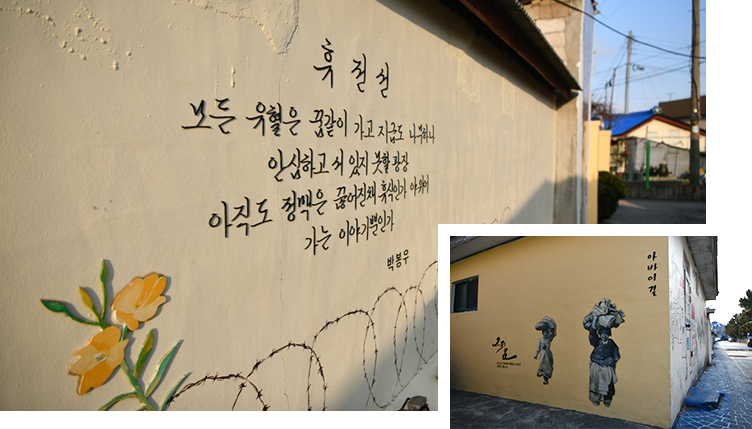 휴전선
모든 유혈은 꿈같이 가고 지금도 나무하나
안심하고 서 있지 못할 광장
아직도 정맥은 끊어진채 휴식인가 야위어
가는 이야기뿐인가
박봉우
아바이길